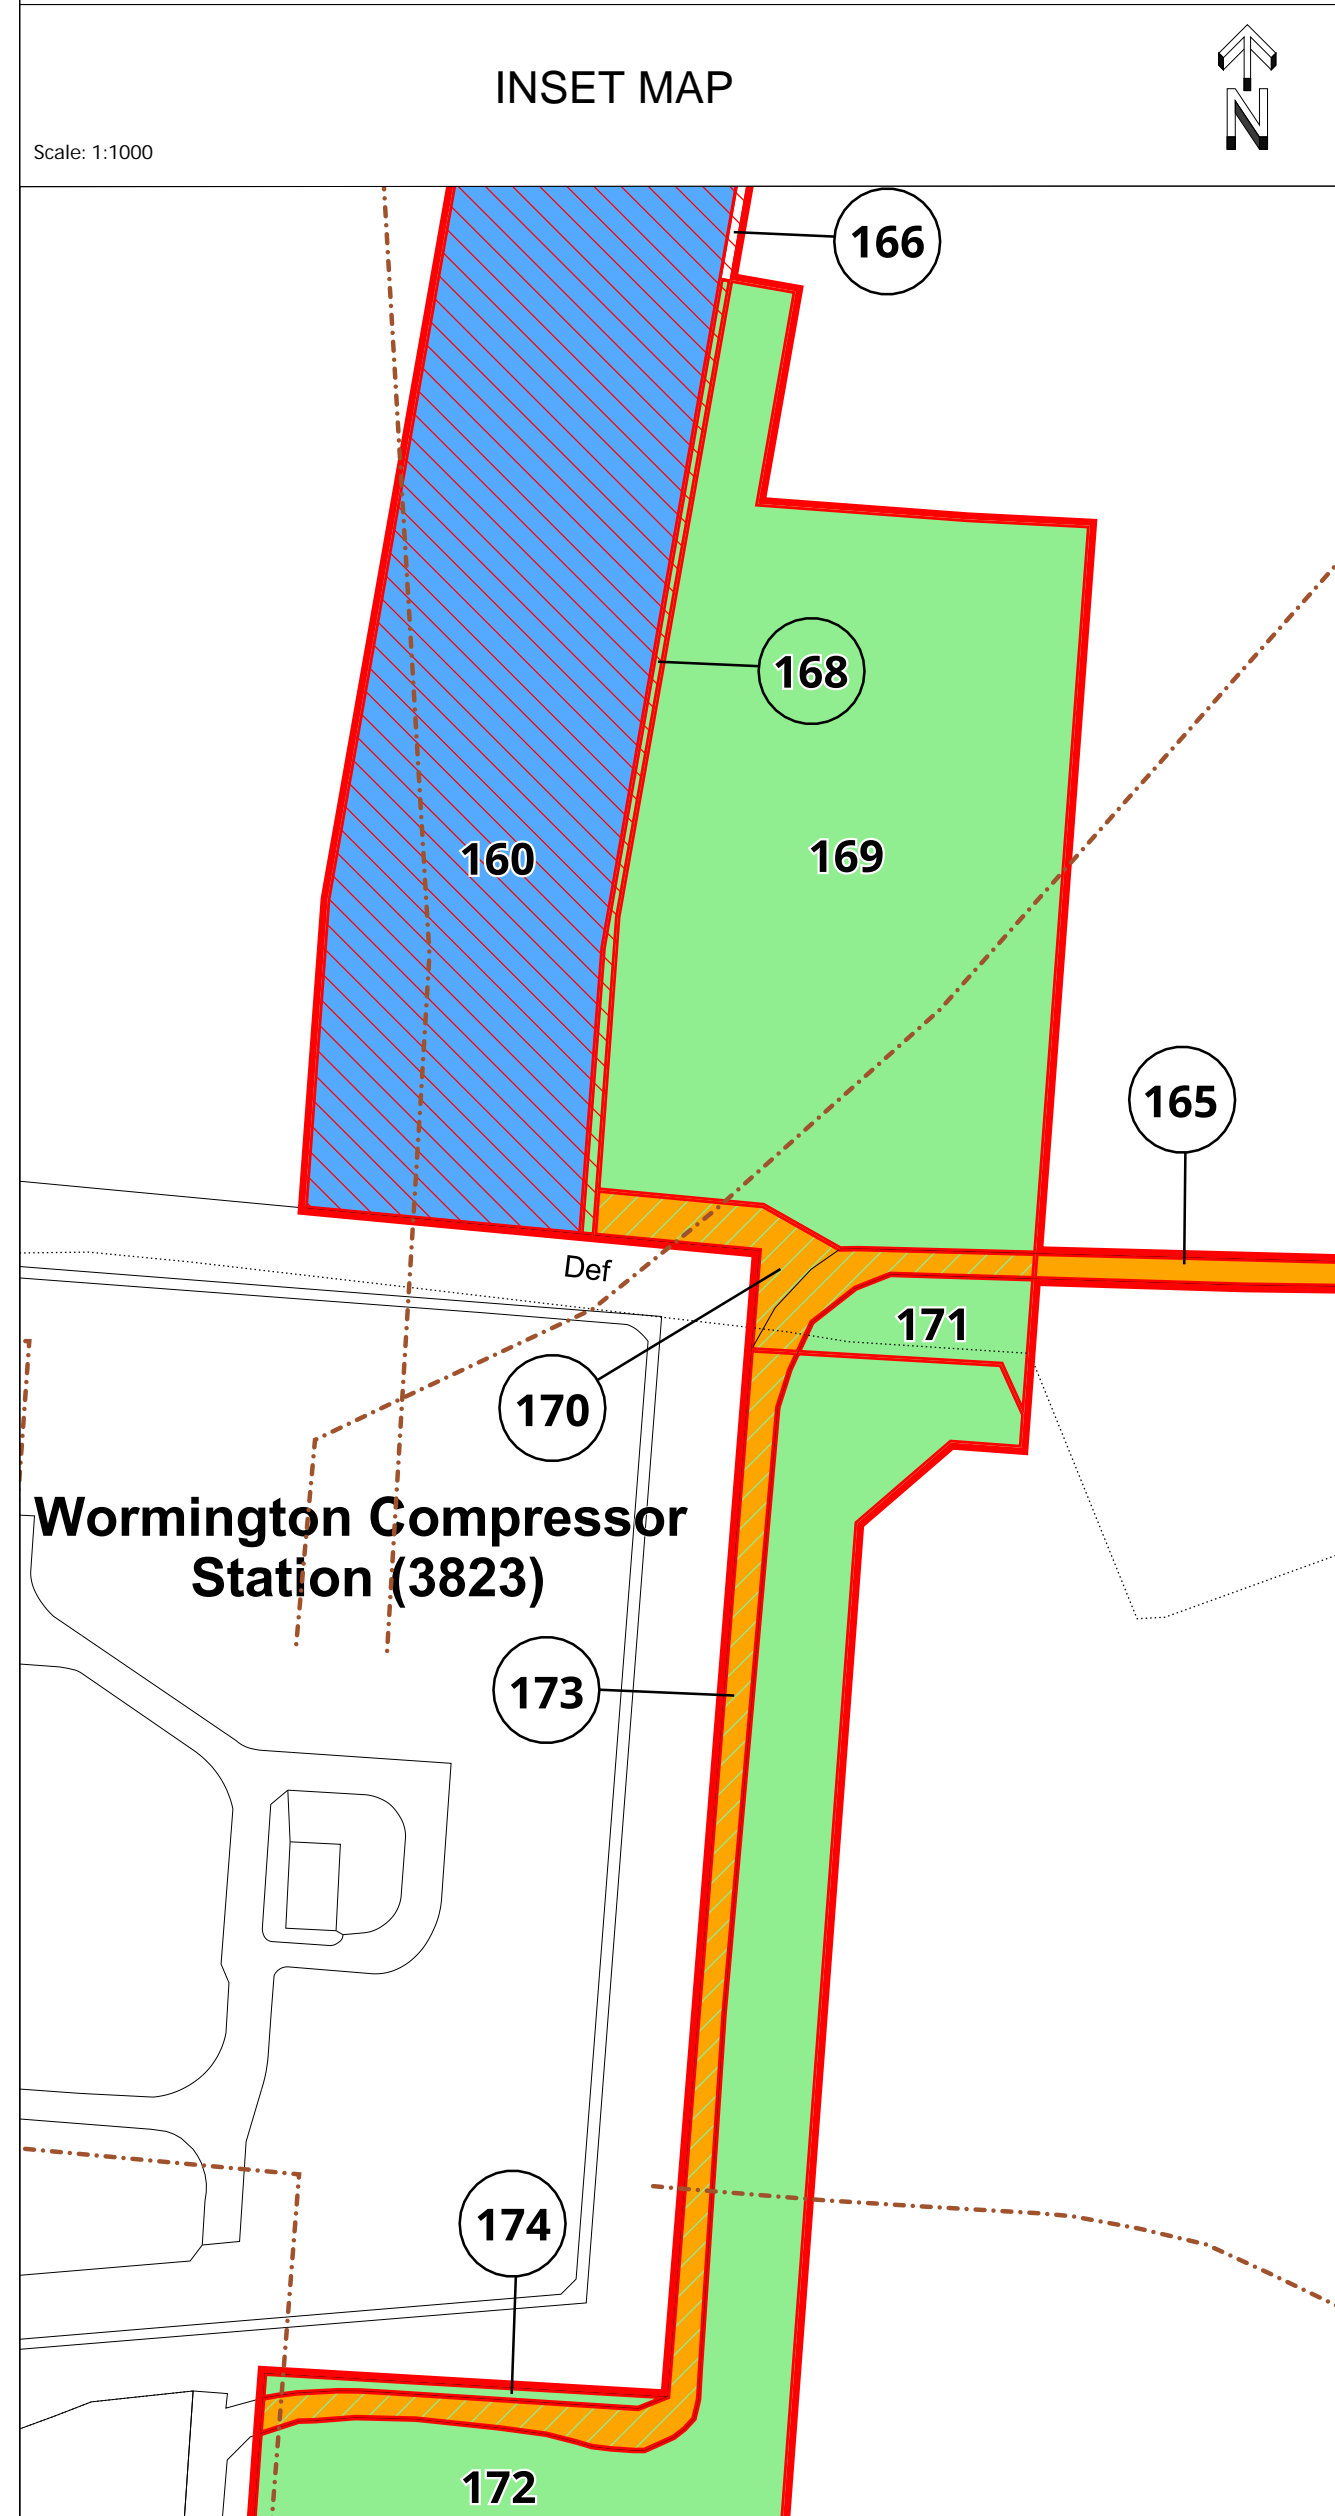 INSET MAP
N
Scale: 1:1000
166
168
160
169
165
Def
171
170
Wormington Compressor
Station (3823)
173
174
172